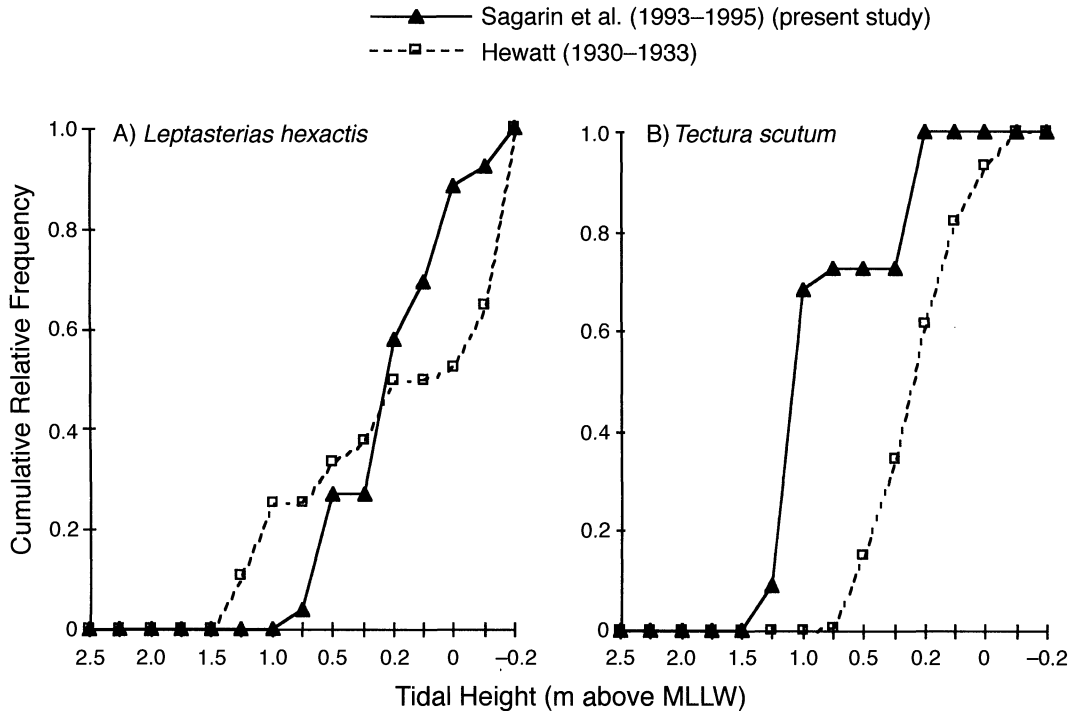 Sagarin et al. (1993–1995) (present study)
Hewatt (1930–1933)
A) Leptasterias hexactis
B) Tectura scutum
Cumulative Relative Frequency
1.0
0.8
0.6
0.4
0.2
0
2.5 2.0 1.5 1.0 0.5 0.2 0 –0.2
1.0
0.8
0.6
0.4
0.2
0
2.5 2.0 1.5 1.0 0.5 0.2 0 –0.2
Tidal Height (m above MLLW)